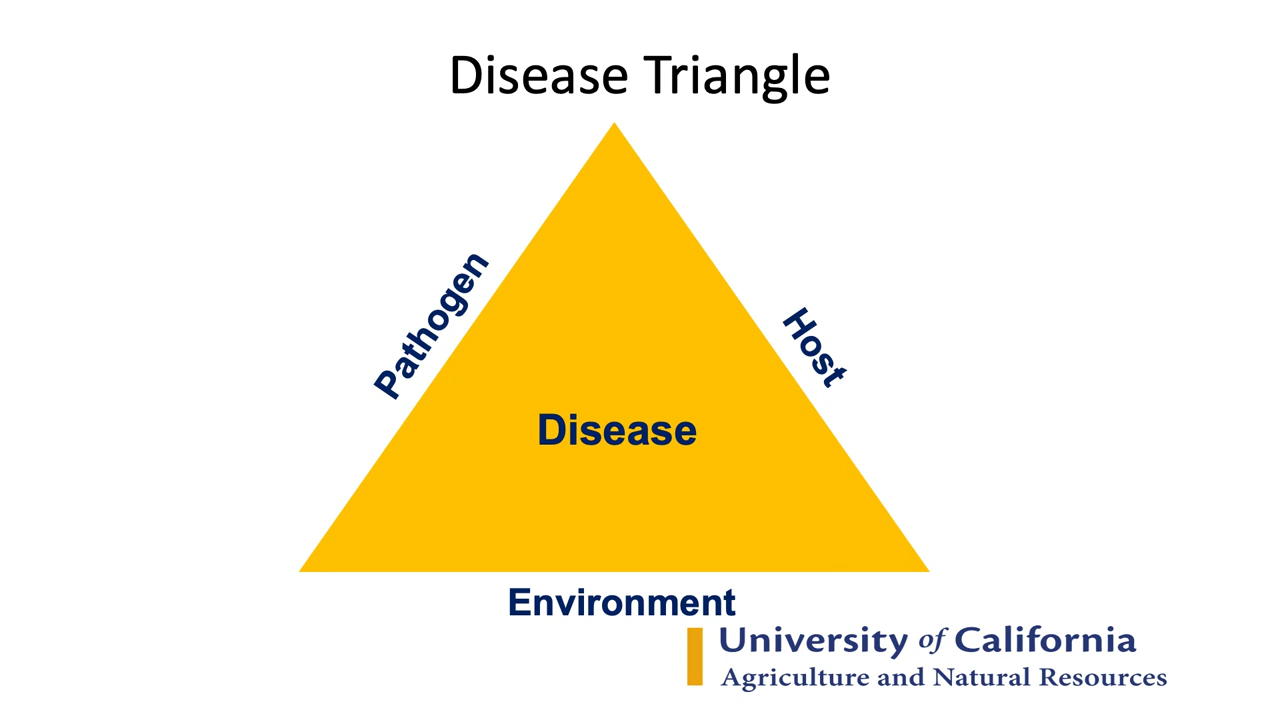 Disease Triangle
Pathogen
Host
Disease
Environment
University of California
Agriculture and Natural Resources